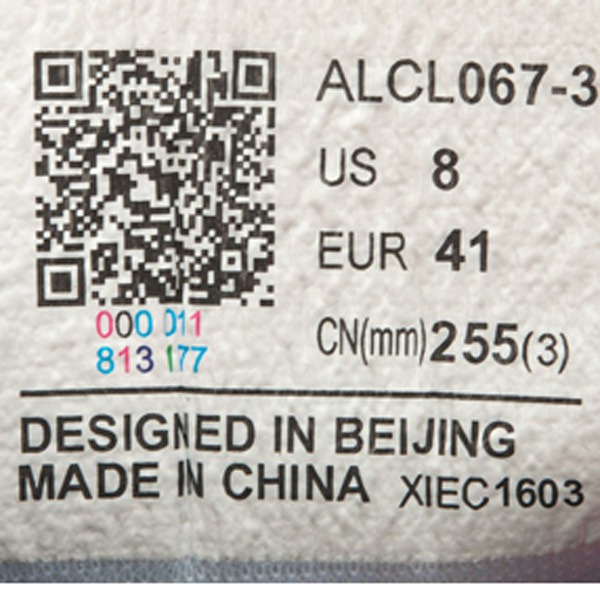 ALCL067-3
US 8
EUR 41
CN(mm)255(3)
000 011
813 177
DESIGNED IN BEIJING
MADE IN CHINA XIEC1603